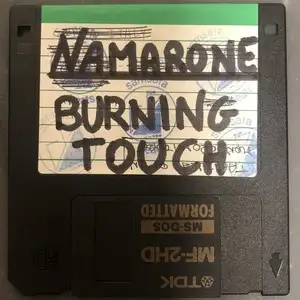 NAMARONE
BURNING
TOUCH
MS-DOS
FORMATTED
MF-2HD
TDK